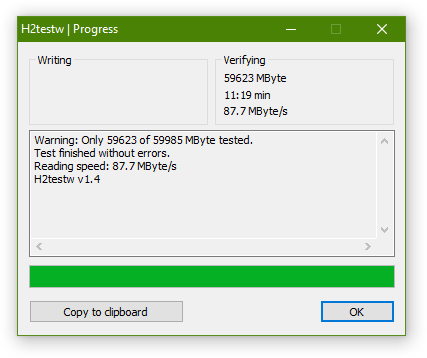 H2testw | Progress
Writing
Verifying
59623 MByte
11:19 min
87.7 MByte/s
Warning: Only 59623 of 59985 MByte tested.
Test finished without errors.
Reading speed: 87.7 MByte/s
H2testw v1.4
Copy to clipboard
OK